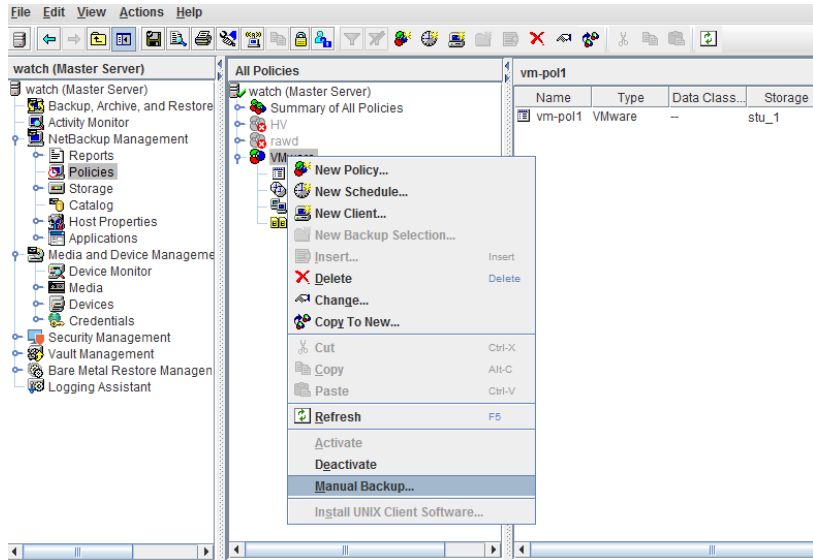 File Edit View Actions Help
watch (Master Server)
watch (Master Server)
Backup, Archive, and Restore
Activity Monitor
NetBackup Management
Reports
Policies
Storage
Catalog
Host Properties
Applications
Media and Device Manageme
Device Monitor
Media
Devices
Credentials
Security Management
Vault Management
Bare Metal Restore Managen
Logging Assistant
All Policies
watch (Master Server)
Summary of All Policies
HV
rawd
VMware
New Policy...
New Schedule...
New Client...
New Backup Selection...
Insert... Insert
Delete Delete
Change...
Copy To New...
Cut Ctrl-X
Copy Alt-C
Paste Ctrl-V
Refresh F5
Activate
Deactivate
Manual Backup...
Install UNIX Client Software...
vm-pol1
Name Type Data Class... Storage
vm-pol1 VMware -- stu_1